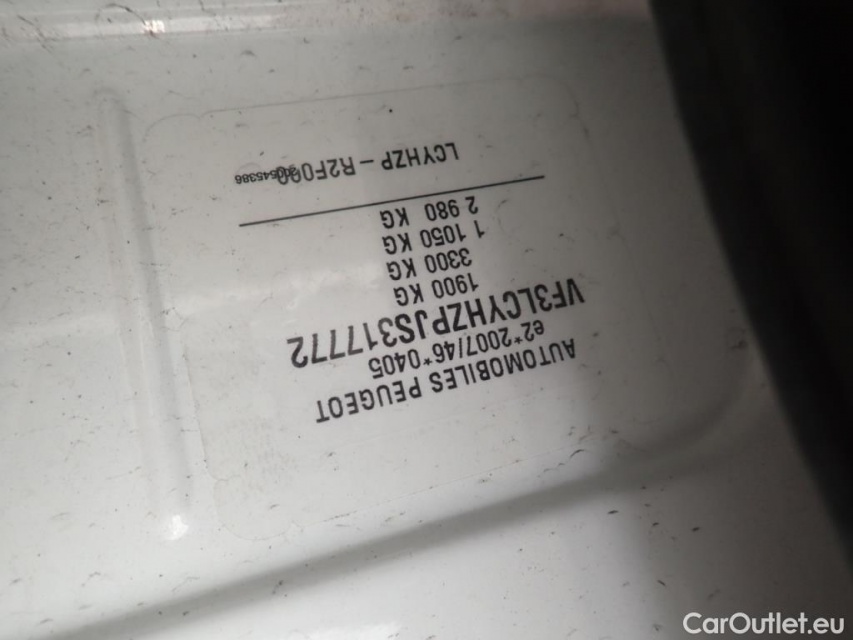 AUTOMOBILES PEUGEOT
e2*2007/46*0405
VF3LCYHZPJS317772
1900 KG
3300 KG
1 1050 KG
2 980 KG
LCYHZP - R2F000
CarOutlet.eu